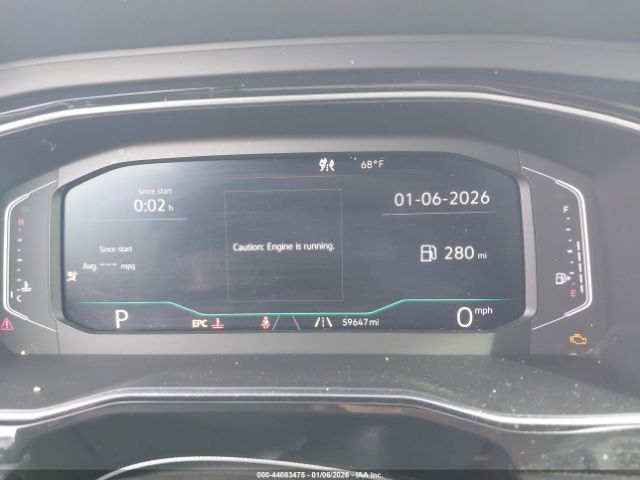 68°F
Since start
0:02 h
01-06-2026
H
F
Caution: Engine is running.
Since start
Avg. --- mpg
280 mi
C
E
P
EPC
59647 mi
0 mph
000-44083475 - 01/06/2026 - IAA Inc.